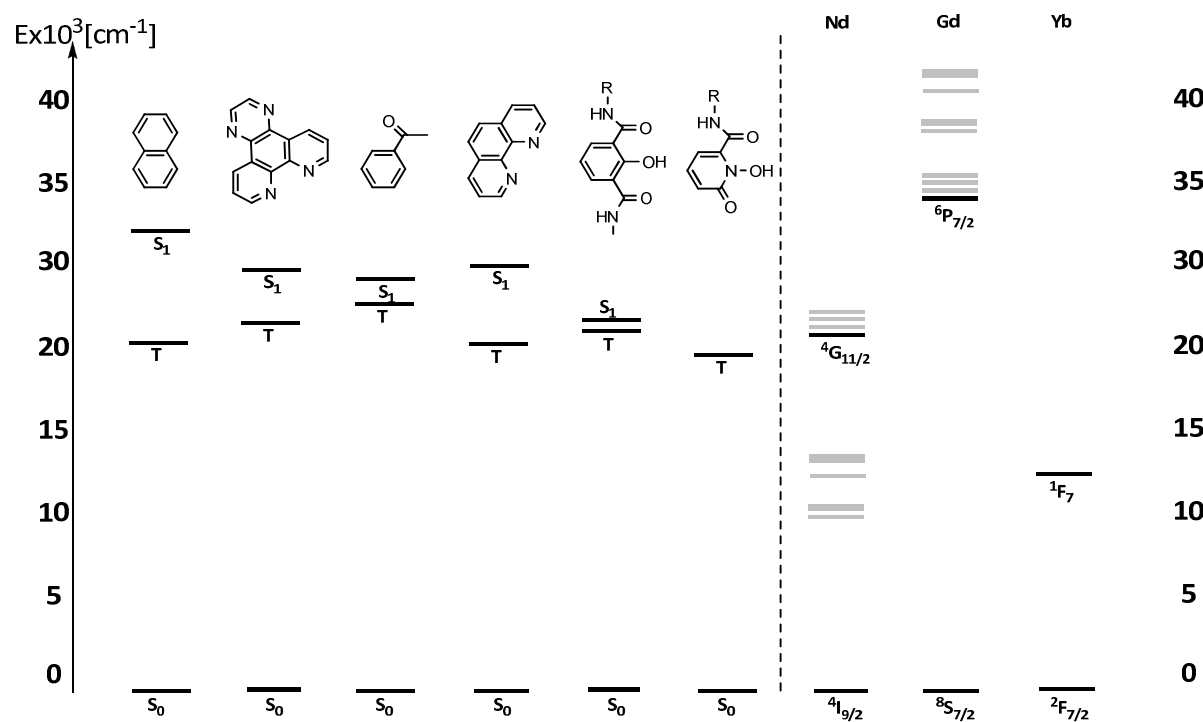 Ex10³[cm⁻¹]
Nd Gd Yb
40 40
35 35
30 30
20 20
15 15
10 10
5 5
0 0
N
N
N
N
O
N
N
R
HN
O
OH
O
HN
R
HN
O
N-OH
O
S₁
T
S₀
S₁
T
S₀
S₁
T
S₀
S₁
T
S₀
S₁
T
S₀
T
S₀
⁴G₁₁/₂
⁴I₉/₂
⁶P₇/₂
⁸S₇/₂
¹F₇
²F₇/₂